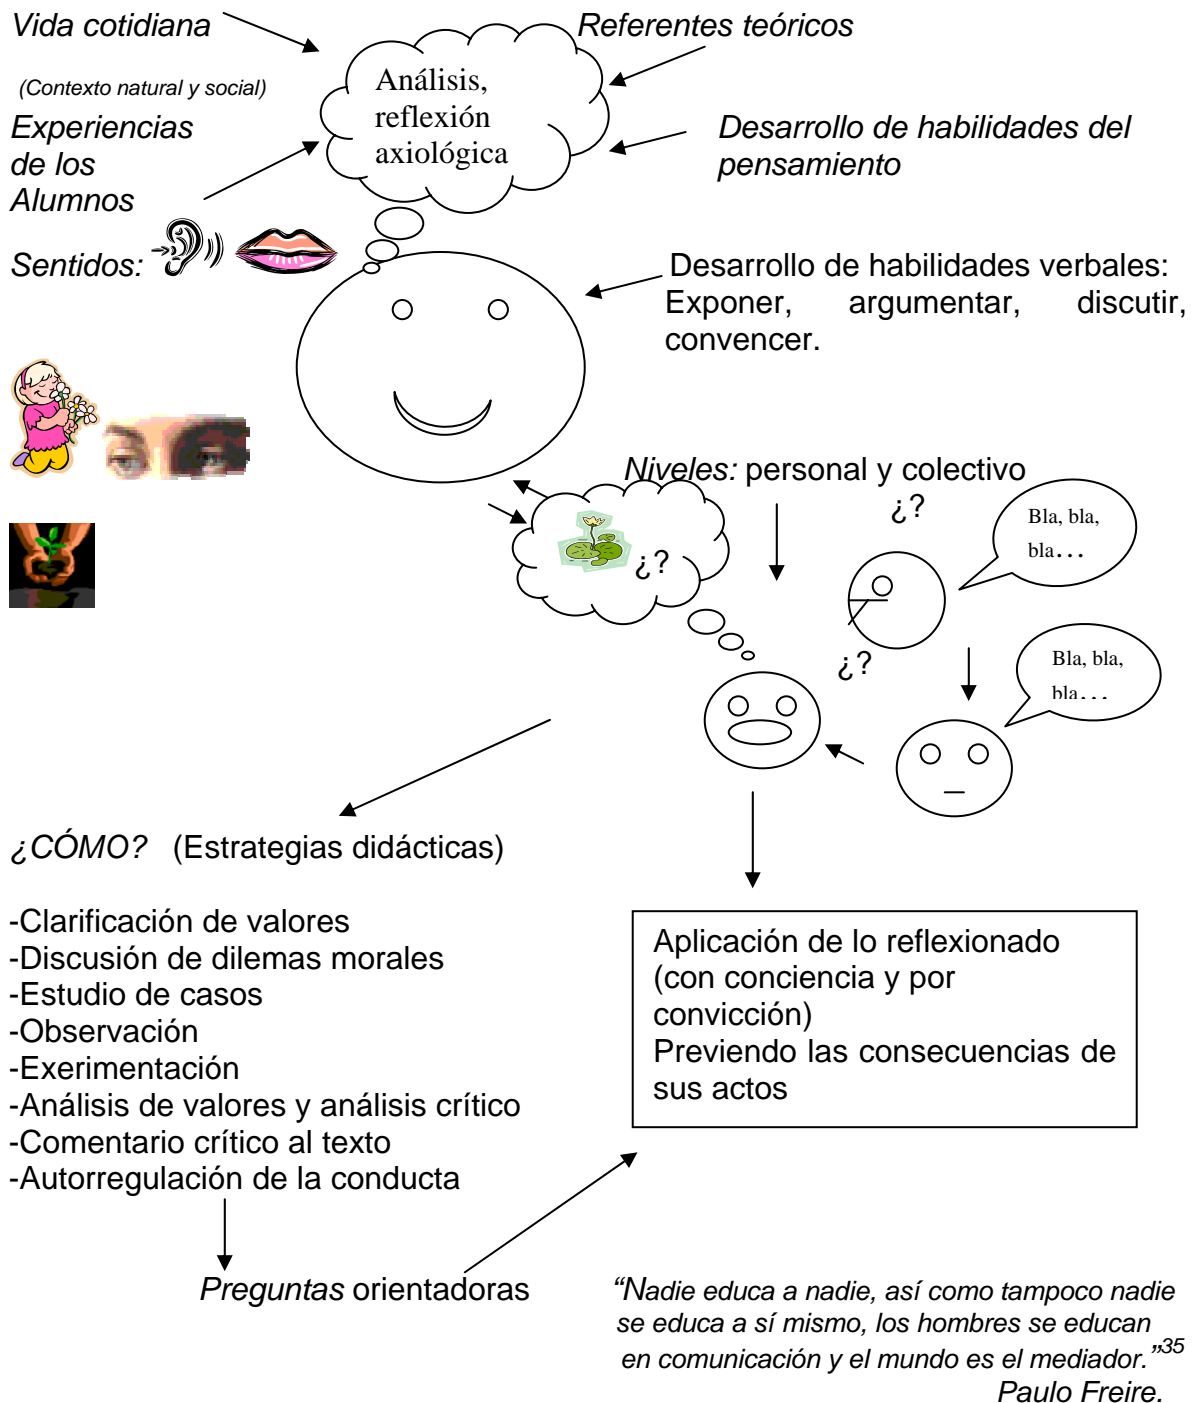 Vida cotidiana
Referentes teóricos
(Contexto natural y social)
Análisis,
reflexión
axiológica
Experiencias
de los
Alumnos
Desarrollo de habilidades del
pensamiento
Sentidos:
Desarrollo de habilidades verbales:
Exponer, argumentar, discutir,
convencer.
Niveles: personal y colectivo
¿?
Bla, bla,
bla…
¿?
¿?
Bla, bla,
bla…
¿CÓMO? (Estrategias didácticas)
-Clarificación de valores
-Discusión de dilemas morales
-Estudio de casos
-Observación
-Exerimentación
-Análisis de valores y análisis crítico
-Comentario crítico al texto
-Autorregulación de la conducta
Aplicación de lo reflexionado
(con conciencia y por
convicción)
Previendo las consecuencias de
sus actos
Preguntas orientadoras
“Nadie educa a nadie, así como tampoco nadie
se educa a sí mismo, los hombres se educan
en comunicación y el mundo es el mediador.”35
Paulo Freire.